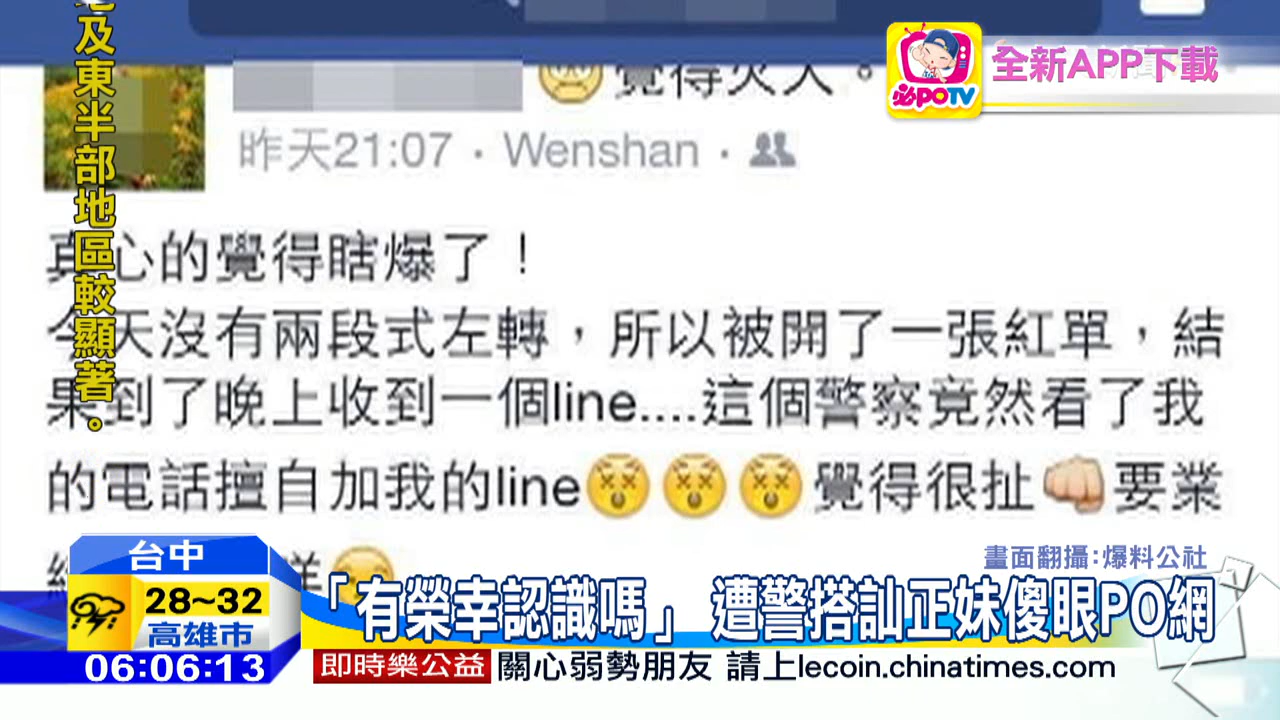 全新APP下載
必POTV
及東半部地區較顯著。
覺得火大。
昨天21:07 · Wenshan ·
真心的覺得瞎爆了！
今天沒有兩段式左轉，所以被開了一張紅單，結
果到了晚上收到一個line....這個警察竟然看了我
的電話擅自加我的line😵😵😵覺得很扯👊要業
畫面翻攝:爆料公社
台中
28~32
高雄市
06:06:13
「有榮幸認識嗎」 遭警搭訕正妹傻眼PO網
即時樂公益 關心弱勢朋友 請上lecoin.chinatimes.com